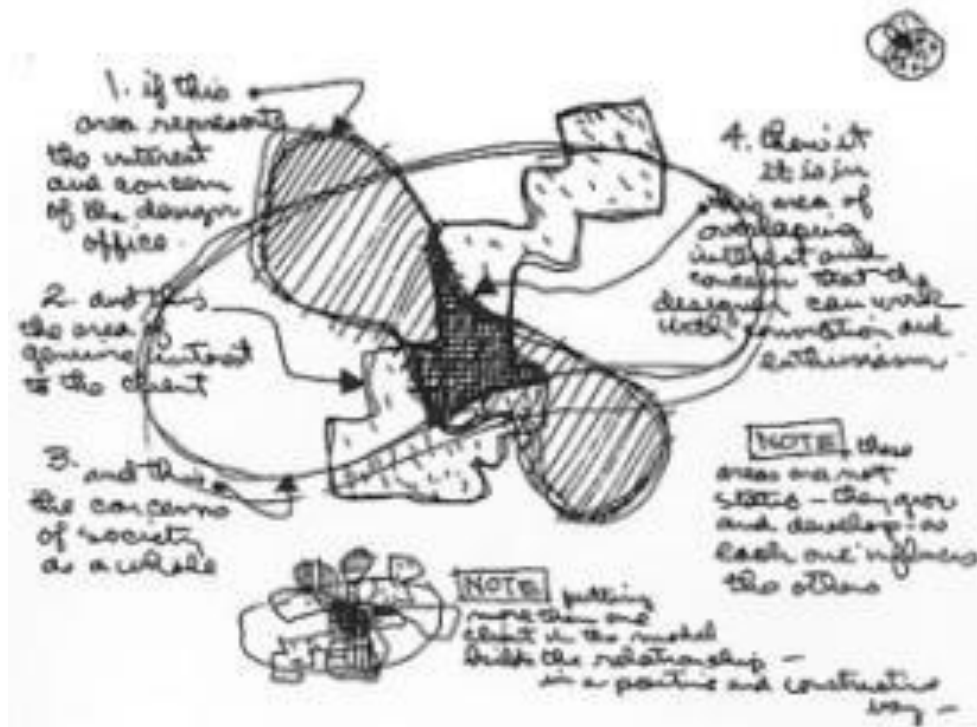 1. if this
area represents
the interest
and concern
of the design
office
2. and this
the area of
genuine interest
to the client
3. and this
the concerns
of society
as a whole
4. then it
it is in
this area of
overlapping
interest and
concern that the
designer can work
with conviction and
enthusiasm
NOTE these
areas are not
static - they grow
and develop - as
each one influences
the others
NOTE putting
more than one
client in the model
builds the relationship -
in a positive and constructive
way -